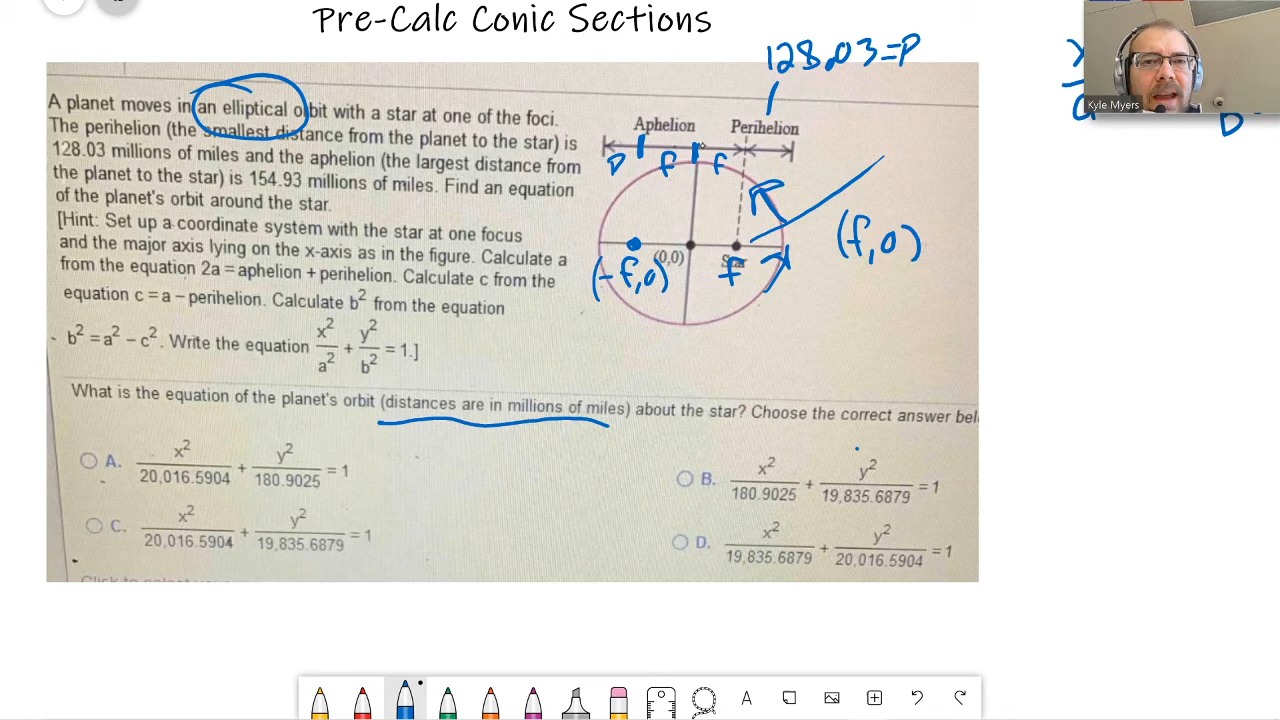 Pre-Calc Conic Sections
128.03=P
Kyle Myers
A planet moves in an elliptical orbit with a star at one of the foci.
The perihelion (the smallest distance from the planet to the star) is
128.03 millions of miles and the aphelion (the largest distance from
the planet to the star) is 154.93 millions of miles. Find an equation
of the planet's orbit around the star.
[Hint: Set up a coordinate system with the star at one focus
and the major axis lying on the x-axis as in the figure. Calculate a
from the equation 2a = aphelion + perihelion. Calculate c from the
equation c = a − perihelion. Calculate b² from the equation
b² = a² − c². Write the equation x²/a² + y²/b² = 1.]
Aphelion Perihelion
P f f
(0,0)
(-f,0) f (f,0)
What is the equation of the planet's orbit (distances are in millions of miles) about the star? Choose the correct answer bel
A. x²/20,016.5904 + y²/180.9025 = 1
B. x²/180.9025 + y²/19,835.6879 = 1
C. x²/20,016.5904 + y²/19,835.6879 = 1
D. x²/19,835.6879 + y²/20,016.5904 = 1